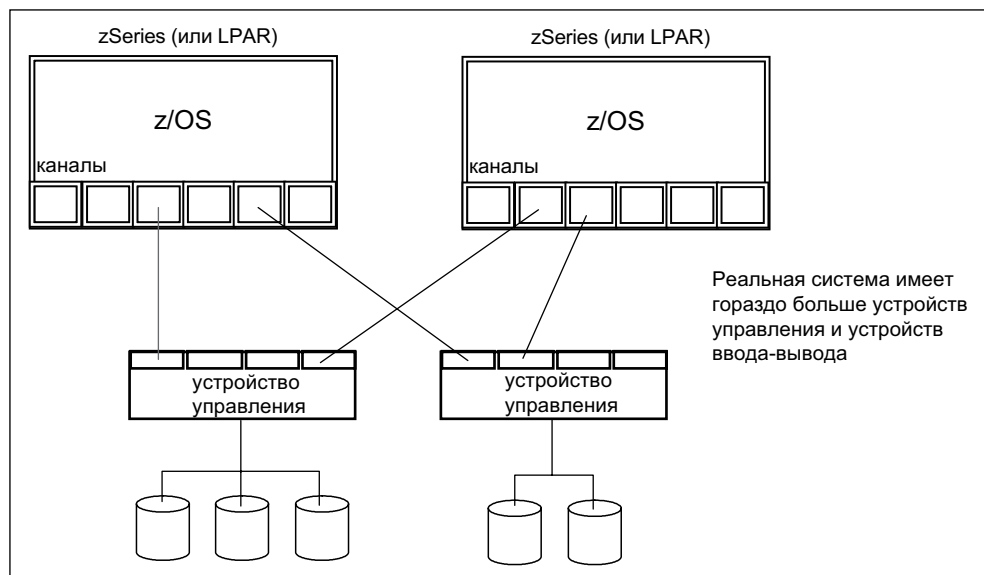 zSeries (или LPAR)
zSeries (или LPAR)
z/OS
z/OS
каналы
каналы
Реальная система имеет
гораздо больше устройств
управления и устройств
ввода-вывода
устройство
управления
устройство
управления